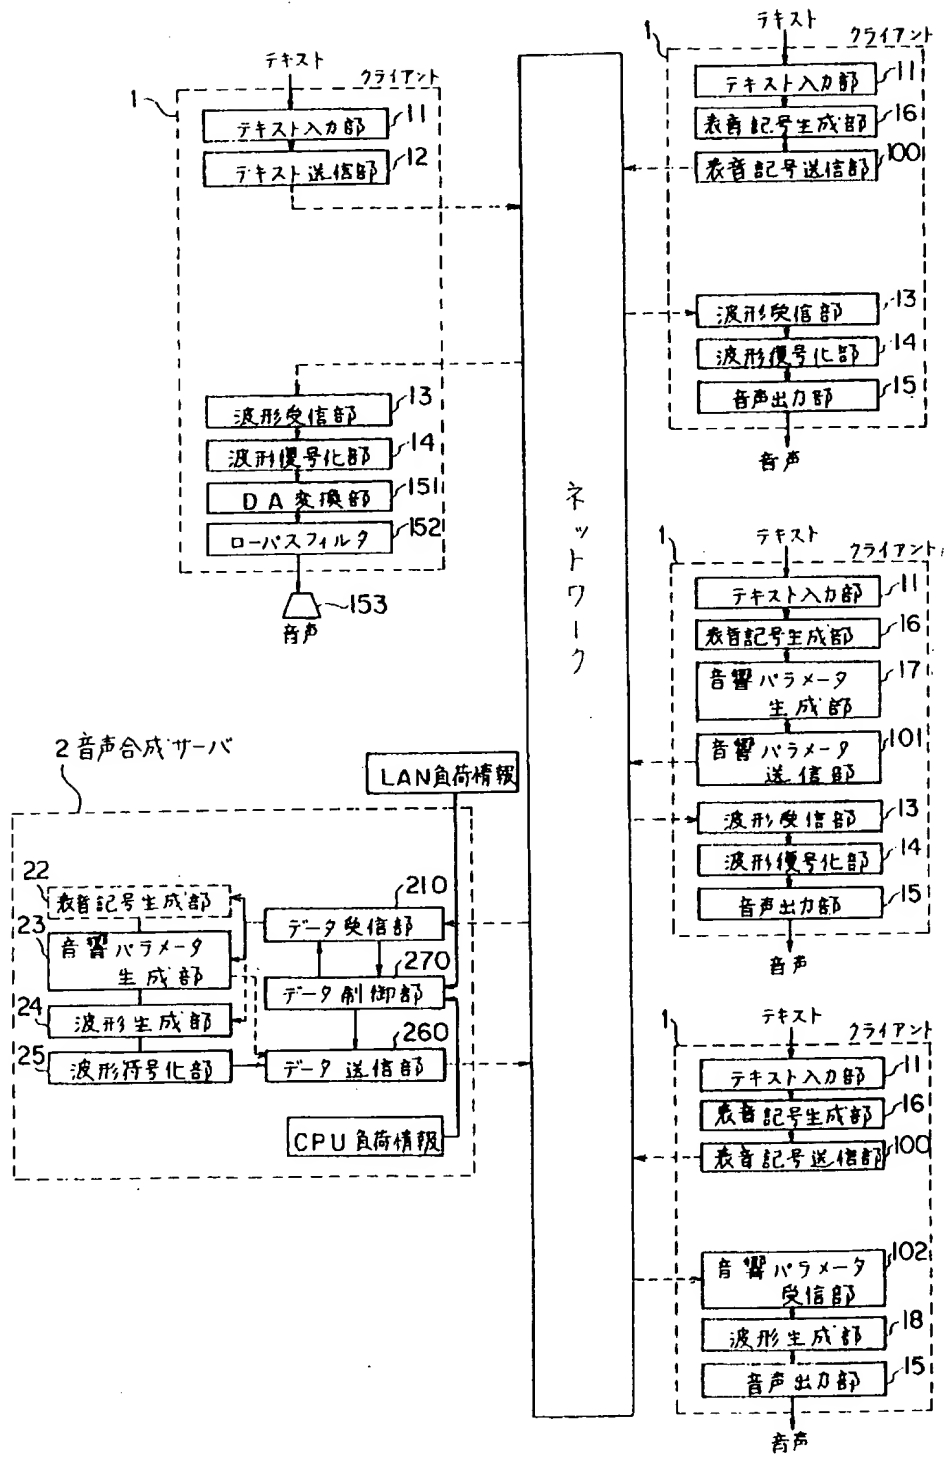 テキスト
クライアント
1
テキスト入力部
11
テキスト送信部
12
波形受信部
13
波形復号化部
14
DA変換部
151
ローパスフィルタ
152
153
音声
2 音声合成サーバ
LAN負荷情報
22
表音記号生成部
23
音響パラメータ
生成部
24
波形生成部
25
波形符号化部
210
データ受信部
270
データ制御部
260
データ送信部
CPU負荷情報
ネットワーク
テキスト
クライアント
1
テキスト入力部
11
表音記号生成部
16
表音記号送信部
100
波形受信部
13
波形復号化部
14
音声出力部
15
音声
テキスト
クライアント
1
テキスト入力部
11
表音記号生成部
16
音響パラメータ
生成部
17
音響パラメータ
送信部
101
波形受信部
13
波形復号化部
14
音声出力部
15
音声
テキスト
クライアント
1
テキスト入力部
11
表音記号生成部
16
表音記号送信部
100
音響パラメータ
受信部
102
波形生成部
18
音声出力部
15
音声